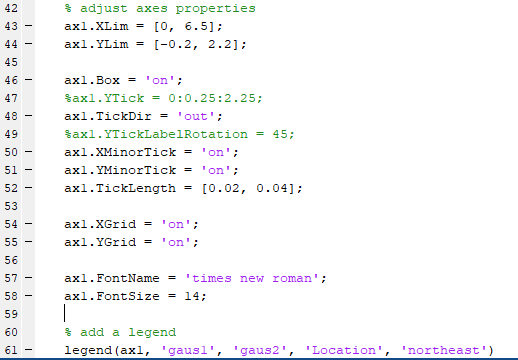 42 % adjust axes properties
43 – ax1.XLim = [0, 6.5];
44 – ax1.YLim = [-0.2, 2.2];
45
46 – ax1.Box = 'on';
47 %ax1.YTick = 0:0.25:2.25;
48 – ax1.TickDir = 'out';
49 %ax1.YTickLabelRotation = 45;
50 – ax1.XMinorTick = 'on';
51 – ax1.YMinorTick = 'on';
52 – ax1.TickLength = [0.02, 0.04];
53
54 – ax1.XGrid = 'on';
55 – ax1.YGrid = 'on';
56
57 – ax1.FontName = 'times new roman';
58 – ax1.FontSize = 14;
59
60 % add a legend
61 – legend(ax1, 'gaus1', 'gaus2', 'Location', 'northeast')